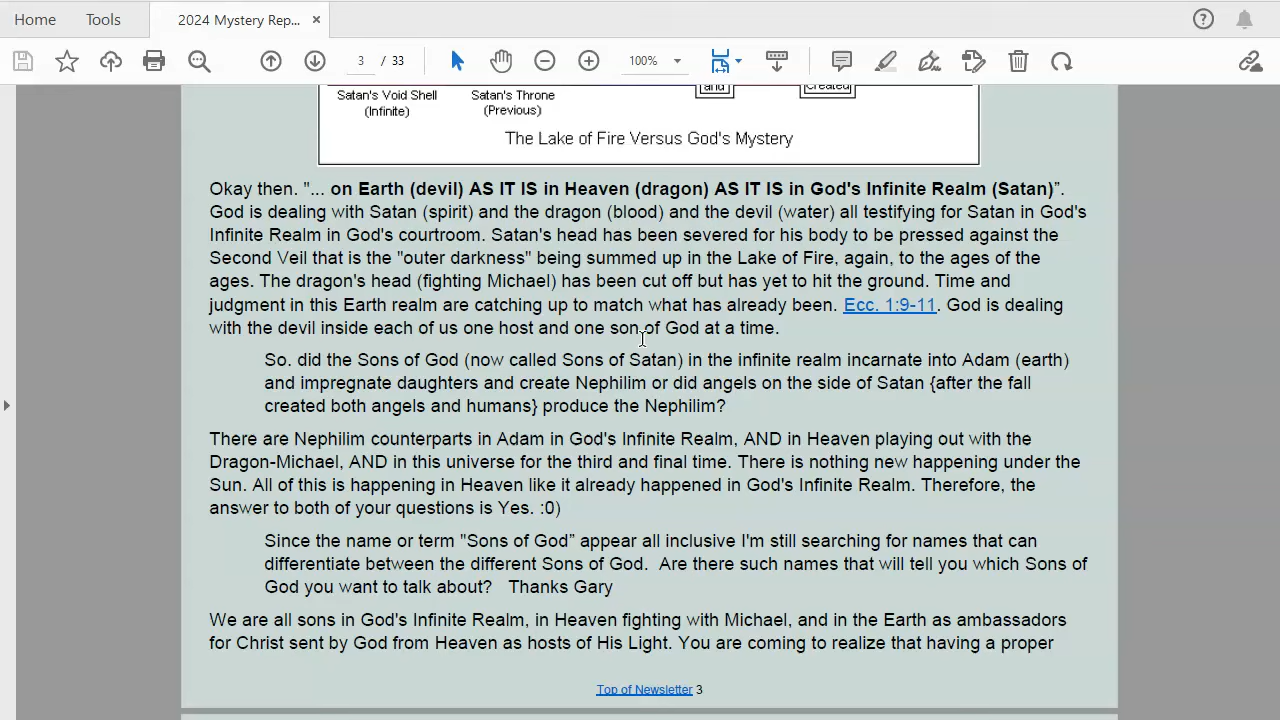 Home
Tools
2024 Mystery Rep...
3 / 33
100%
and
created
Satan's Void Shell
(Infinite)
Satan's Throne
(Previous)
The Lake of Fire Versus God's Mystery
Okay then. "... on Earth (devil) AS IT IS in Heaven (dragon) AS IT IS in God's Infinite Realm (Satan)”.
God is dealing with Satan (spirit) and the dragon (blood) and the devil (water) all testifying for Satan in God's
Infinite Realm in God's courtroom. Satan's head has been severed for his body to be pressed against the
Second Veil that is the "outer darkness" being summed up in the Lake of Fire, again, to the ages of the
ages. The dragon's head (fighting Michael) has been cut off but has yet to hit the ground. Time and
judgment in this Earth realm are catching up to match what has already been. Ecc. 1:9-11. God is dealing
with the devil inside each of us one host and one son of God at a time.
So. did the Sons of God (now called Sons of Satan) in the infinite realm incarnate into Adam (earth)
and impregnate daughters and create Nephilim or did angels on the side of Satan {after the fall
created both angels and humans} produce the Nephilim?
There are Nephilim counterparts in Adam in God's Infinite Realm, AND in Heaven playing out with the
Dragon-Michael, AND in this universe for the third and final time. There is nothing new happening under the
Sun. All of this is happening in Heaven like it already happened in God's Infinite Realm. Therefore, the
answer to both of your questions is Yes. :0)
Since the name or term "Sons of God” appear all inclusive I'm still searching for names that can
differentiate between the different Sons of God.  Are there such names that will tell you which Sons of
God you want to talk about?   Thanks Gary
We are all sons in God's Infinite Realm, in Heaven fighting with Michael, and in the Earth as ambassadors
for Christ sent by God from Heaven as hosts of His Light. You are coming to realize that having a proper
Top of Newsletter 3